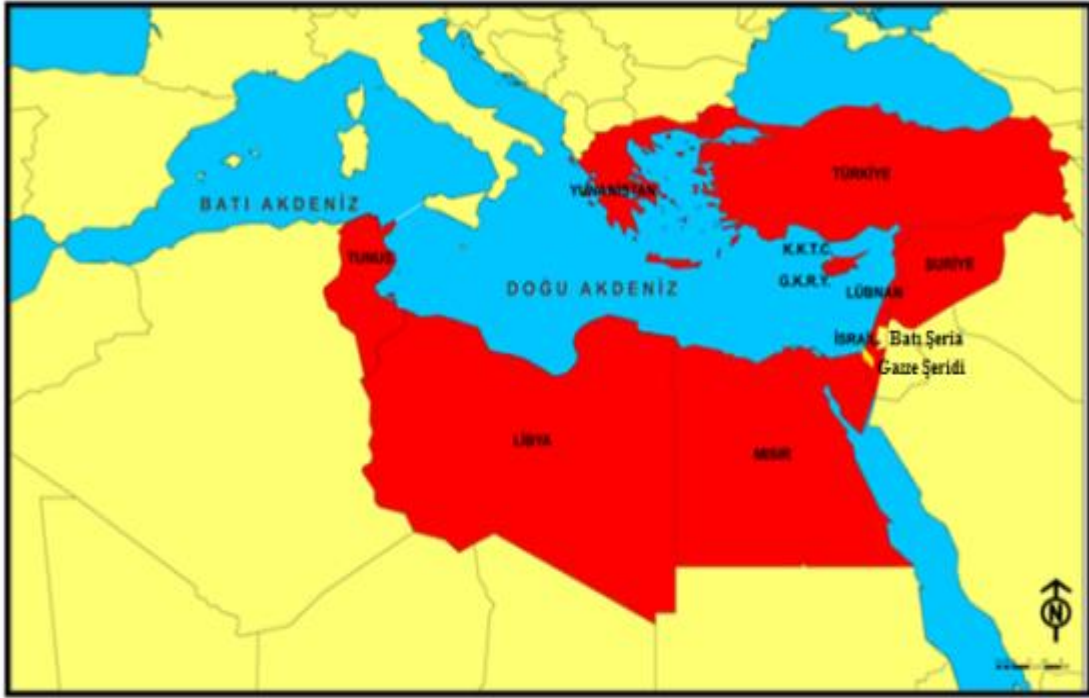 YUNANİSTAN
TÜRKİYE
BATI AKDENİZ
TUNUS
K.K.T.C.
SURİYE
G.K.R.Y.
DOĞU AKDENİZ
LÜBNAN
İSRAİL
Batı Şeria
Gazze Şeridi
LİBYA
MISIR
N